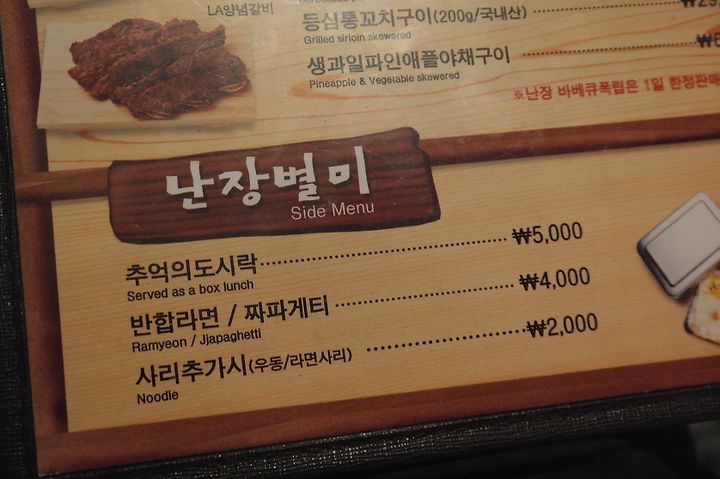 LA양념갈비
등심통꼬치구이(200g/국내산)
Grilled sirloin skewered
생과일파인애플야채구이 ₩6
Pineapple & Vegetable skewered
※난장 바베큐폭립은 1일 한정판매
난장별미
Side Menu
추억의도시락 ₩5,000
Served as a box lunch
반합라면 / 짜파게티 ₩4,000
Ramyeon / Jjapaghetti
사리추가시(우동/라면사리) ₩2,000
Noodle